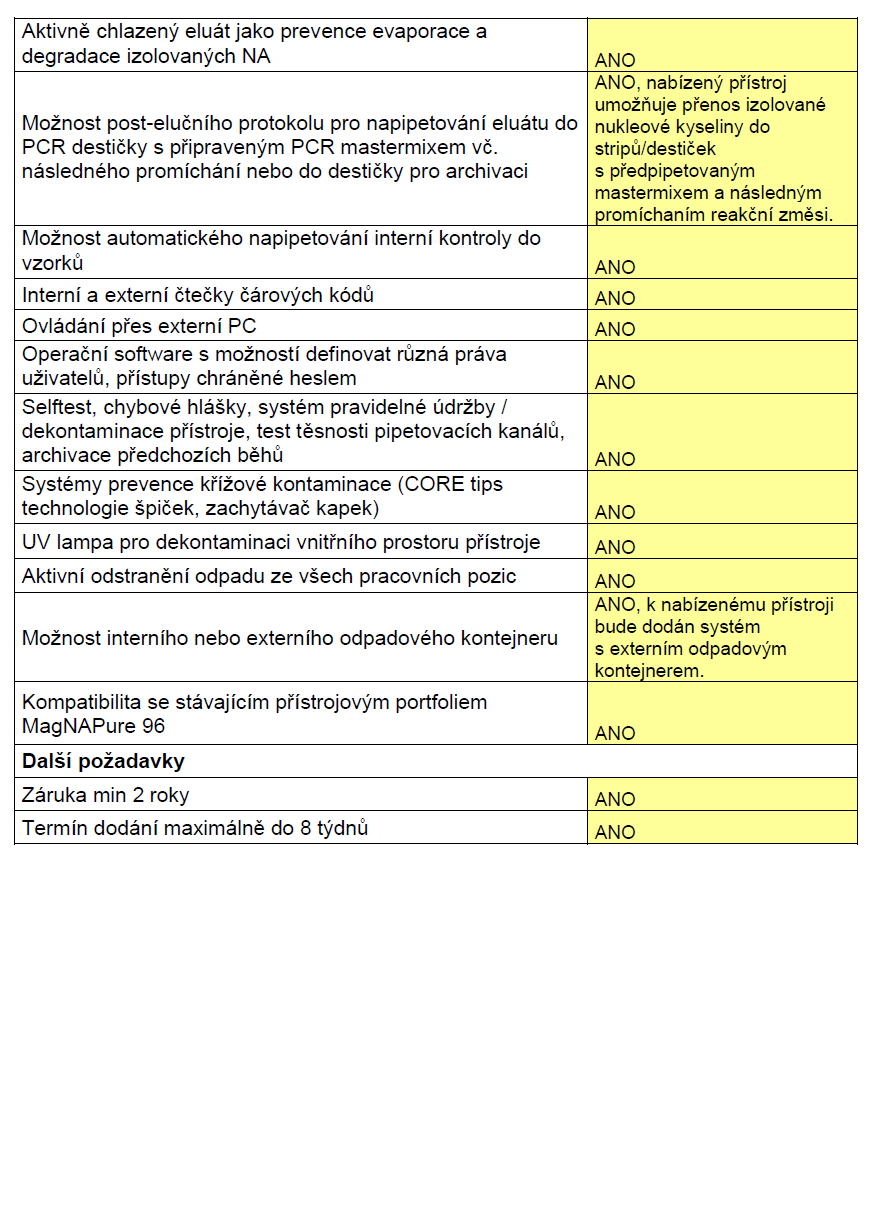 Aktivně chlazený eluát jako prevence evaporace a
degradace izolovaných NA
ANO
Možnost post-elučního protokolu pro napipetování eluátu do
PCR destičky s připraveným PCR mastermixem vč.
následného promíchání nebo do destičky pro archivaci
ANO, nabízený přístroj
umožňuje přenos izolované
nukleové kyseliny do
stripů/destiček
s předpipetovaným
mastermixem a následným
promíchaním reakční změsi.
Možnost automatického napipetování interní kontroly do
vzorků
ANO
Interní a externí čtečky čárových kódů
ANO
Ovládání přes externí PC
ANO
Operační software s možností definovat různá práva
uživatelů, přístupy chráněné heslem
ANO
Selftest, chybové hlášky, systém pravidelné údržby /
dekontaminace přístroje, test těsnosti pipetovacích kanálů,
archivace předchozích běhů
ANO
Systémy prevence křížové kontaminace (CORE tips
technologie špiček, zachytávač kapek)
ANO
UV lampa pro dekontaminaci vnitřního prostoru přístroje
ANO
Aktivní odstranění odpadu ze všech pracovních pozic
ANO
Možnost interního nebo externího odpadového kontejneru
ANO, k nabízenému přístroji
bude dodán systém
s externím odpadovým
kontejnerem.
Kompatibilita se stávajícím přístrojovým portfoliem
MagNAPure 96
ANO
Další požadavky
Záruka min 2 roky
ANO
Termín dodání maximálně do 8 týdnů
ANO